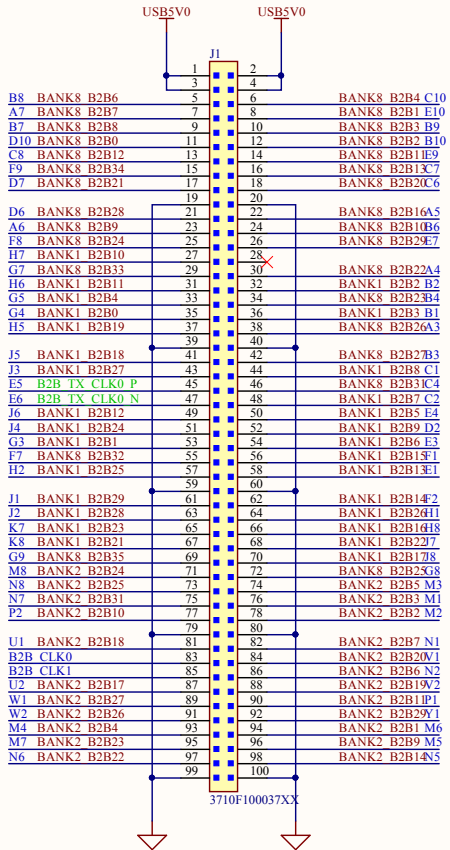 USB5V0 USB5V0
J1
1 2
3 4
B8 BANK8_B2B6 5 6 BANK8_B2B4 C10
A7 BANK8_B2B7 7 8 BANK8_B2B1 E10
B7 BANK8_B2B8 9 10 BANK8_B2B3 B9
D10 BANK8_B2B0 11 12 BANK8_B2B2 B10
C8 BANK8_B2B12 13 14 BANK8_B2B11 E9
F9 BANK8_B2B34 15 16 BANK8_B2B13 C7
D7 BANK8_B2B21 17 18 BANK8_B2B20 C6
19 20
D6 BANK8_B2B28 21 22 BANK8_B2B16 A5
A6 BANK8_B2B9 23 24 BANK8_B2B10 B6
F8 BANK8_B2B24 25 26 BANK8_B2B29 E7
H7 BANK1_B2B10 27 28
G7 BANK8_B2B33 29 30 BANK8_B2B22 A4
H6 BANK1_B2B11 31 32 BANK1_B2B2 B2
G5 BANK1_B2B4 33 34 BANK8_B2B23 B4
G4 BANK1_B2B0 35 36 BANK1_B2B3 B1
H5 BANK1_B2B19 37 38 BANK8_B2B26 A3
39 40
J5 BANK1_B2B18 41 42 BANK8_B2B27 B3
J3 BANK1_B2B27 43 44 BANK1_B2B8 C1
E5 B2B_TX_CLK0_P 45 46 BANK8_B2B31 C4
E6 B2B_TX_CLK0_N 47 48 BANK1_B2B7 C2
J6 BANK1_B2B12 49 50 BANK1_B2B5 E4
J4 BANK1_B2B24 51 52 BANK1_B2B9 D2
G3 BANK1_B2B1 53 54 BANK1_B2B6 E3
F7 BANK8_B2B32 55 56 BANK1_B2B15 F1
H2 BANK1_B2B25 57 58 BANK1_B2B13 E1
59 60
J1 BANK1_B2B29 61 62 BANK1_B2B14 F2
J2 BANK1_B2B28 63 64 BANK1_B2B26 H1
K7 BANK1_B2B23 65 66 BANK1_B2B16 H8
K8 BANK1_B2B21 67 68 BANK1_B2B22 J7
G9 BANK8_B2B35 69 70 BANK1_B2B17 J8
M8 BANK2_B2B24 71 72 BANK8_B2B25 G8
N8 BANK2_B2B25 73 74 BANK2_B2B5 M3
N7 BANK2_B2B31 75 76 BANK2_B2B3 M1
P2 BANK2_B2B10 77 78 BANK2_B2B2 M2
79 80
U1 BANK2_B2B18 81 82 BANK2_B2B7 N1
B2B_CLK0 83 84 BANK2_B2B20 V1
B2B_CLK1 85 86 BANK2_B2B6 N2
U2 BANK2_B2B17 87 88 BANK2_B2B19 V2
W1 BANK2_B2B27 89 90 BANK2_B2B11 P1
W2 BANK2_B2B26 91 92 BANK2_B2B29 Y1
M4 BANK2_B2B4 93 94 BANK2_B2B1 M6
M7 BANK2_B2B23 95 96 BANK2_B2B9 M5
N6 BANK2_B2B22 97 98 BANK2_B2B14 N5
99 100
3710F100037XX